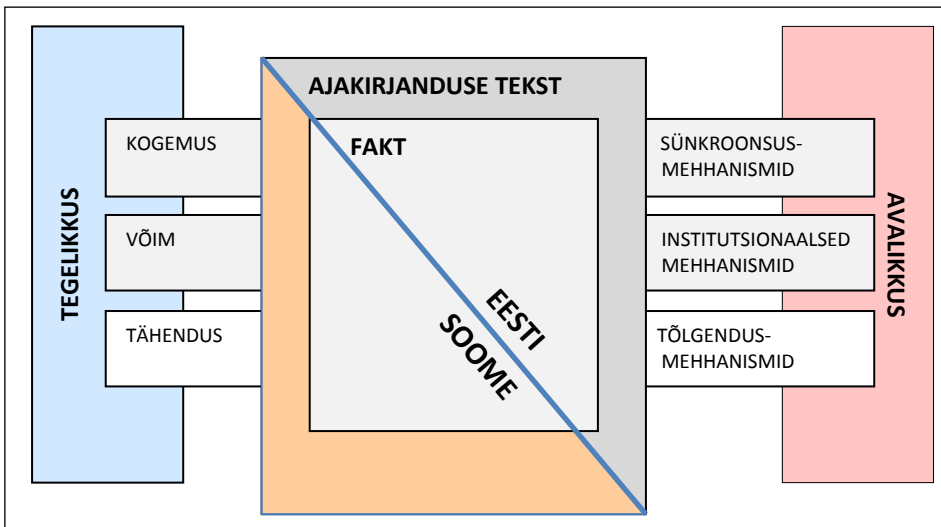 TEGELIKKUS
KOGEMUS
VÕIM
TÄHENDUS
AJAKIRJANDUSE TEKST
FAKT
EESTI
SOOME
SÜNKROONSUS-
MEHHANISMID
INSTITUTSIONAALSED
MEHHANISMID
TÕLGENDUS-
MEHHANISMID
AVALIKKUS